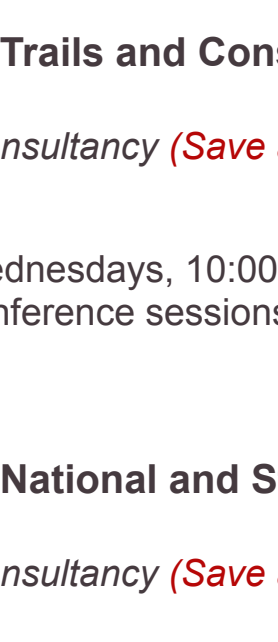 Trails and Cons
nsultancy (Save
ednesdays, 10:00
nference sessions
National and S
nsultancy (Save